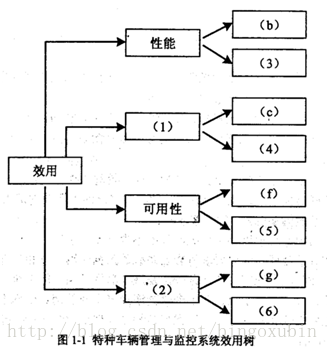 性能
(b)
(3)
(1)
(c)
(4)
效用
可用性
(f)
(5)
(2)
(g)
(6)
http://blog.csdn.net/bingoxubin
图 1-1 特种车辆管理与监控系统效用树